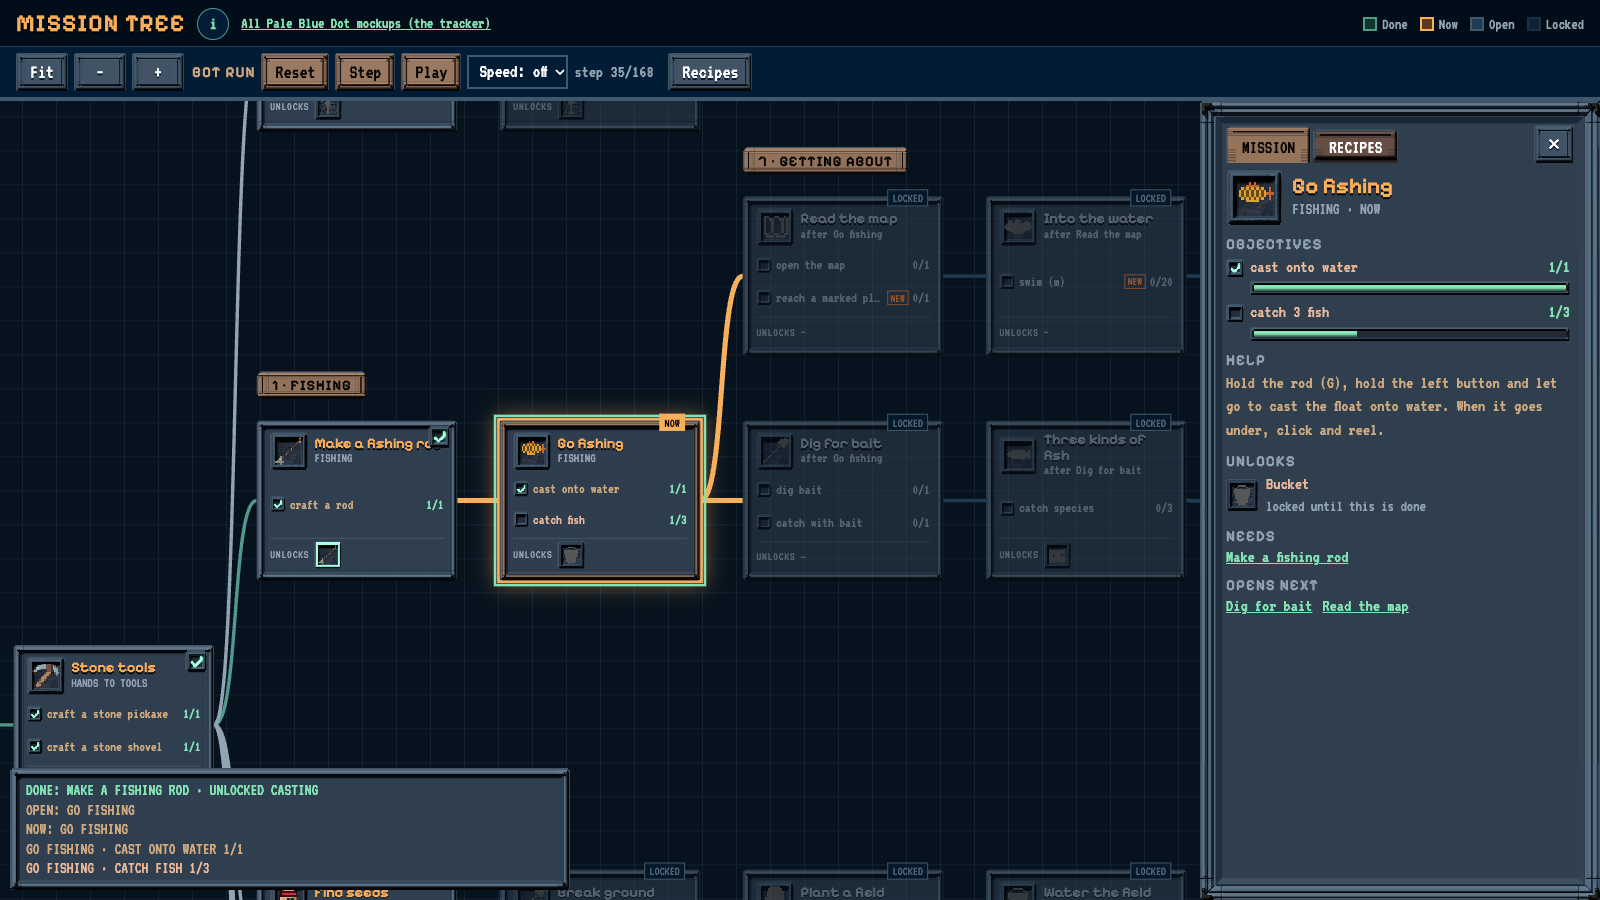 MISSION TREE
i
All Pale Blue Dot mockups (the tracker)
Done
Now
Open
Locked
Fit
-
+
BOT RUN
Reset
Step
Play
Speed: off
step 35/168
Recipes
UNLOCKS
UNLOCKS
7 · GETTING ABOUT
LOCKED
Read the map
after Go fishing
open the map 0/1
reach a marked pl… NEW 0/1
UNLOCKS -
LOCKED
Into the water
after Read the map
swim (m) NEW 0/20
UNLOCKS -
1 · FISHING
Make a fishing ro
FISHING
craft a rod 1/1
UNLOCKS
NOW
Go fishing
FISHING
cast onto water 1/1
catch fish 1/3
UNLOCKS
LOCKED
Dig for bait
after Go fishing
dig bait 0/1
catch with bait 0/1
UNLOCKS -
LOCKED
Three kinds of
fish
after Dig for bait
catch species 0/3
UNLOCKS
Stone tools
HANDS TO TOOLS
craft a stone pickaxe 1/1
craft a stone shovel 1/1
DONE: MAKE A FISHING ROD · UNLOCKED CASTING
OPEN: GO FISHING
NOW: GO FISHING
GO FISHING · CAST ONTO WATER 1/1
GO FISHING · CATCH FISH 1/3
Find seeds
LOCKED
Break ground
LOCKED
Plant a field
LOCKED
Water the field
MISSION
RECIPES
×
Go fishing
FISHING · NOW
OBJECTIVES
cast onto water 1/1
catch 3 fish 1/3
HELP
Hold the rod (G), hold the left button and let
go to cast the float onto water. When it goes
under, click and reel.
UNLOCKS
Bucket
locked until this is done
NEEDS
Make a fishing rod
OPENS NEXT
Dig for bait Read the map